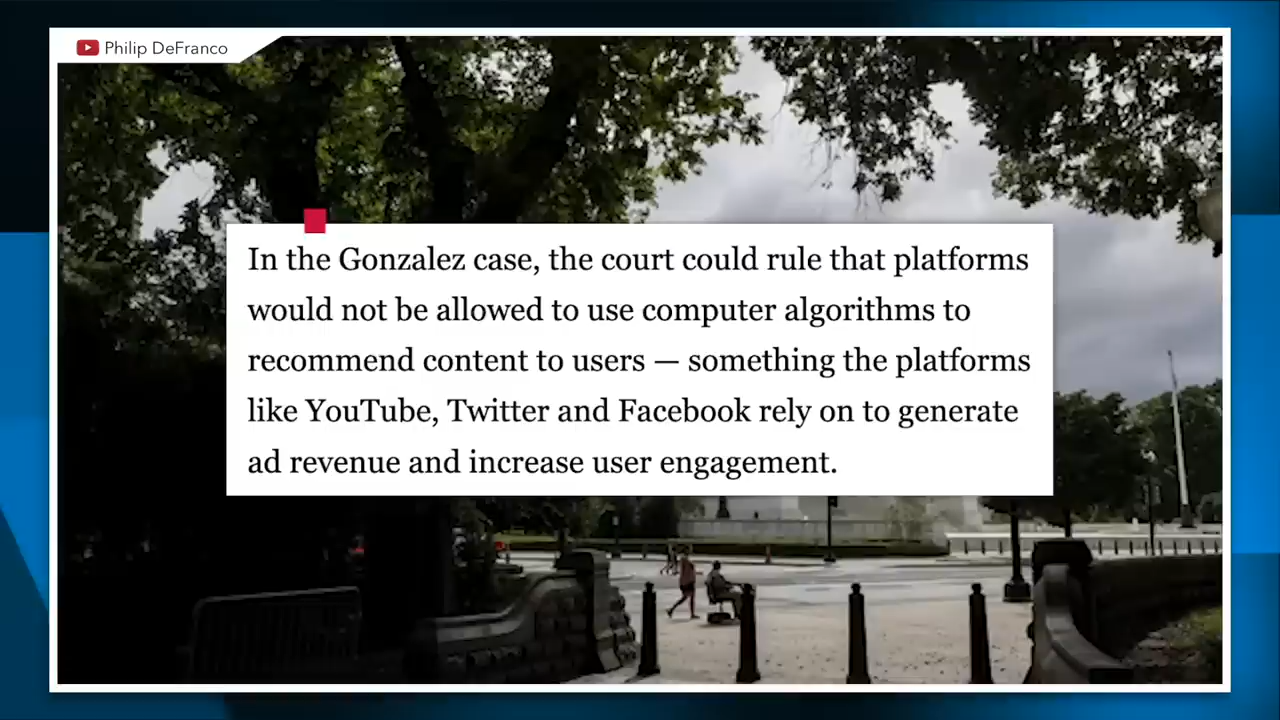 Philip DeFranco
In the Gonzalez case, the court could rule that platforms
would not be allowed to use computer algorithms to
recommend content to users — something the platforms
like YouTube, Twitter and Facebook rely on to generate
ad revenue and increase user engagement.